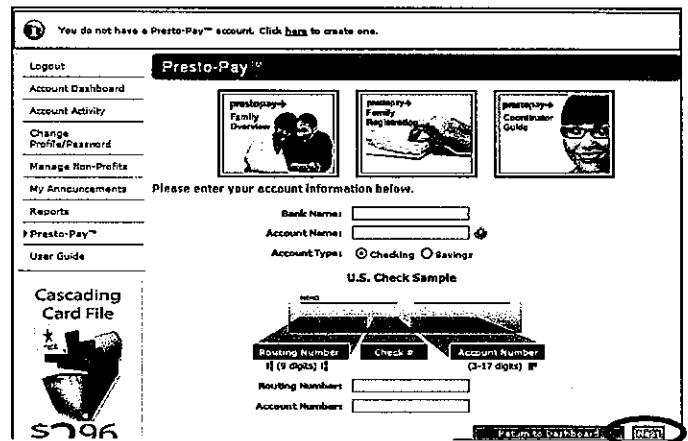 You do not have a Presto-Pay™ account. Click here to create one.
Logout
Account Dashboard
Account Activity
Change
Profile/Password
Manage Non-Profits
My Announcements
Reports
Presto-Pay™
User Guide
Cascading
Card File
Presto-Pay™
prestopay
Family
Overview
prestopay
Family
Registration
prestopay
Coordinator
Guide
Please enter your account information below.
Bank Name:
Account Name:
Account Type: Checking Savings
U.S. Check Sample
MEMO
Routing Number Check # Account Number
(9 digits) (3-17 digits)
Routing Number:
Account Number:
Return to Dashboard